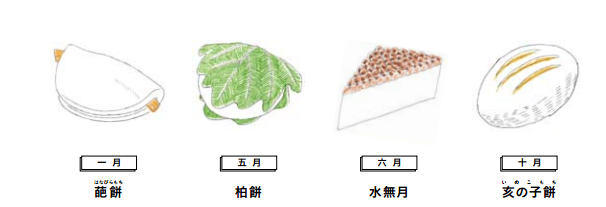 一月
はなびらもち
葩餅
五月
柏餅
六月
水無月
十月
いのこもち
亥の子餅